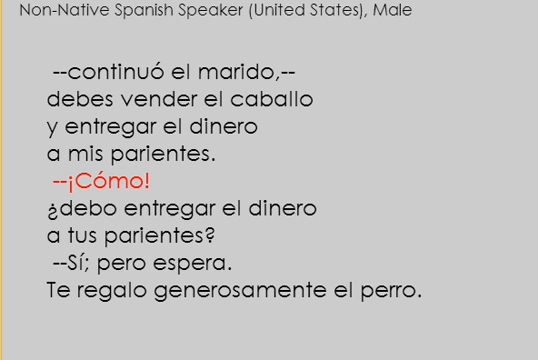 Non-Native Spanish Speaker (United States), Male
--continuó el marido,--
debes vender el caballo
y entregar el dinero
a mis parientes.
--¡Cómo!
¿debo entregar el dinero
a tus parientes?
--Sí; pero espera.
Te regalo generosamente el perro.